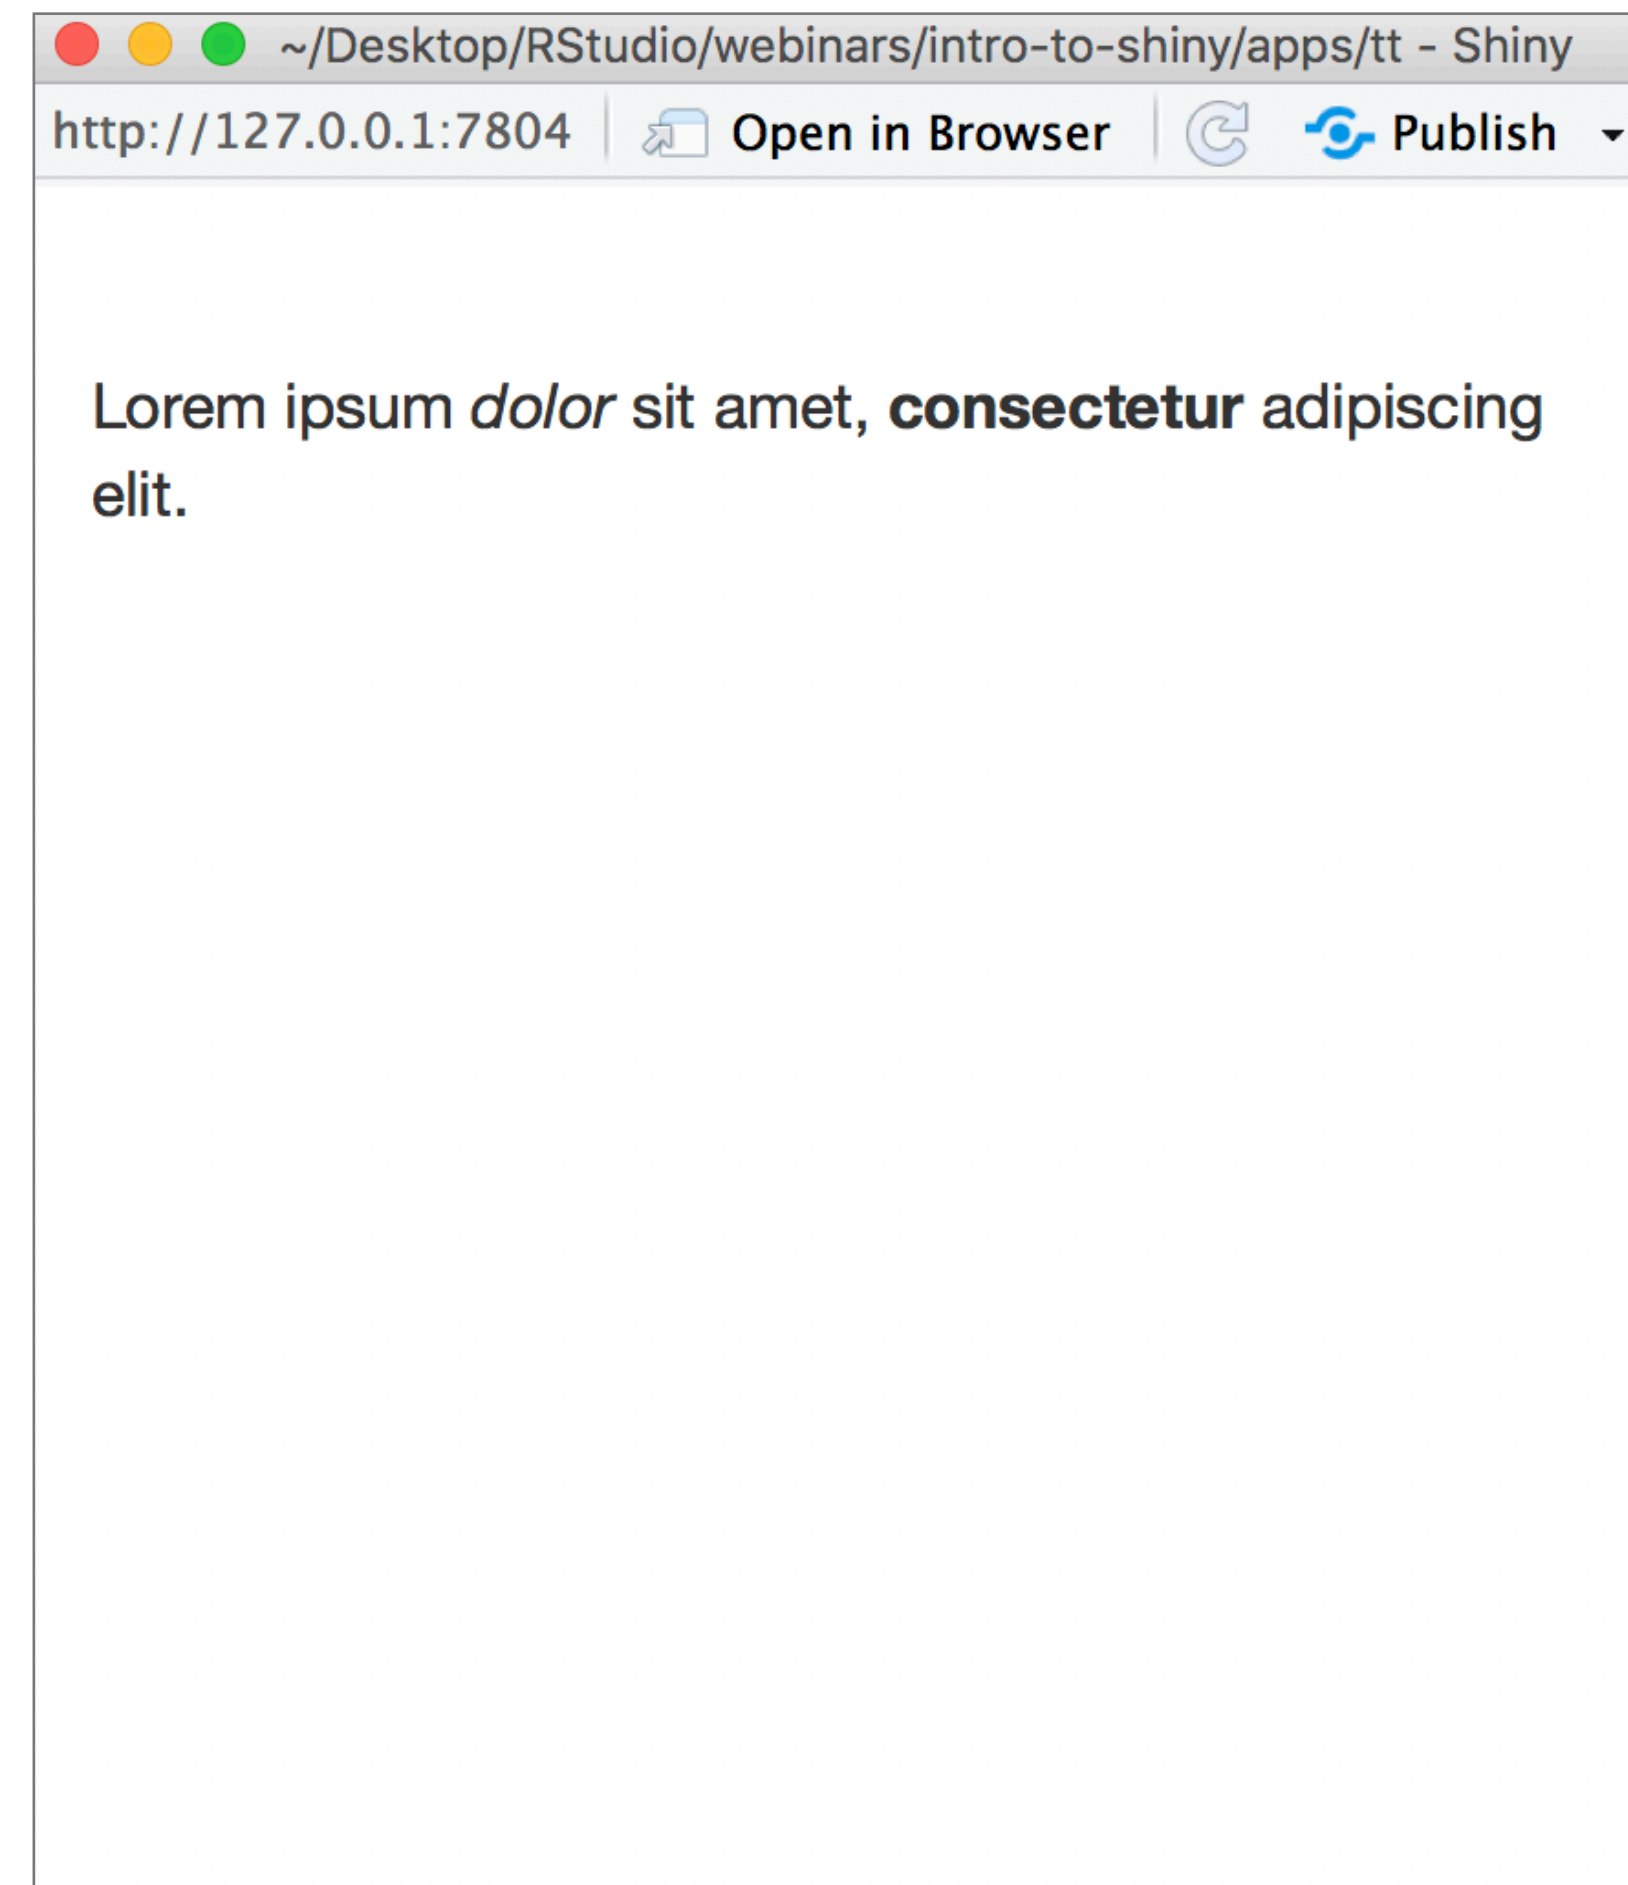 ~/Desktop/RStudio/webinars/intro-to-shiny/apps/tt - Shiny
http://127.0.0.1:7804 Open in Browser Publish
Lorem ipsum dolor sit amet, consectetur adipiscing
elit.